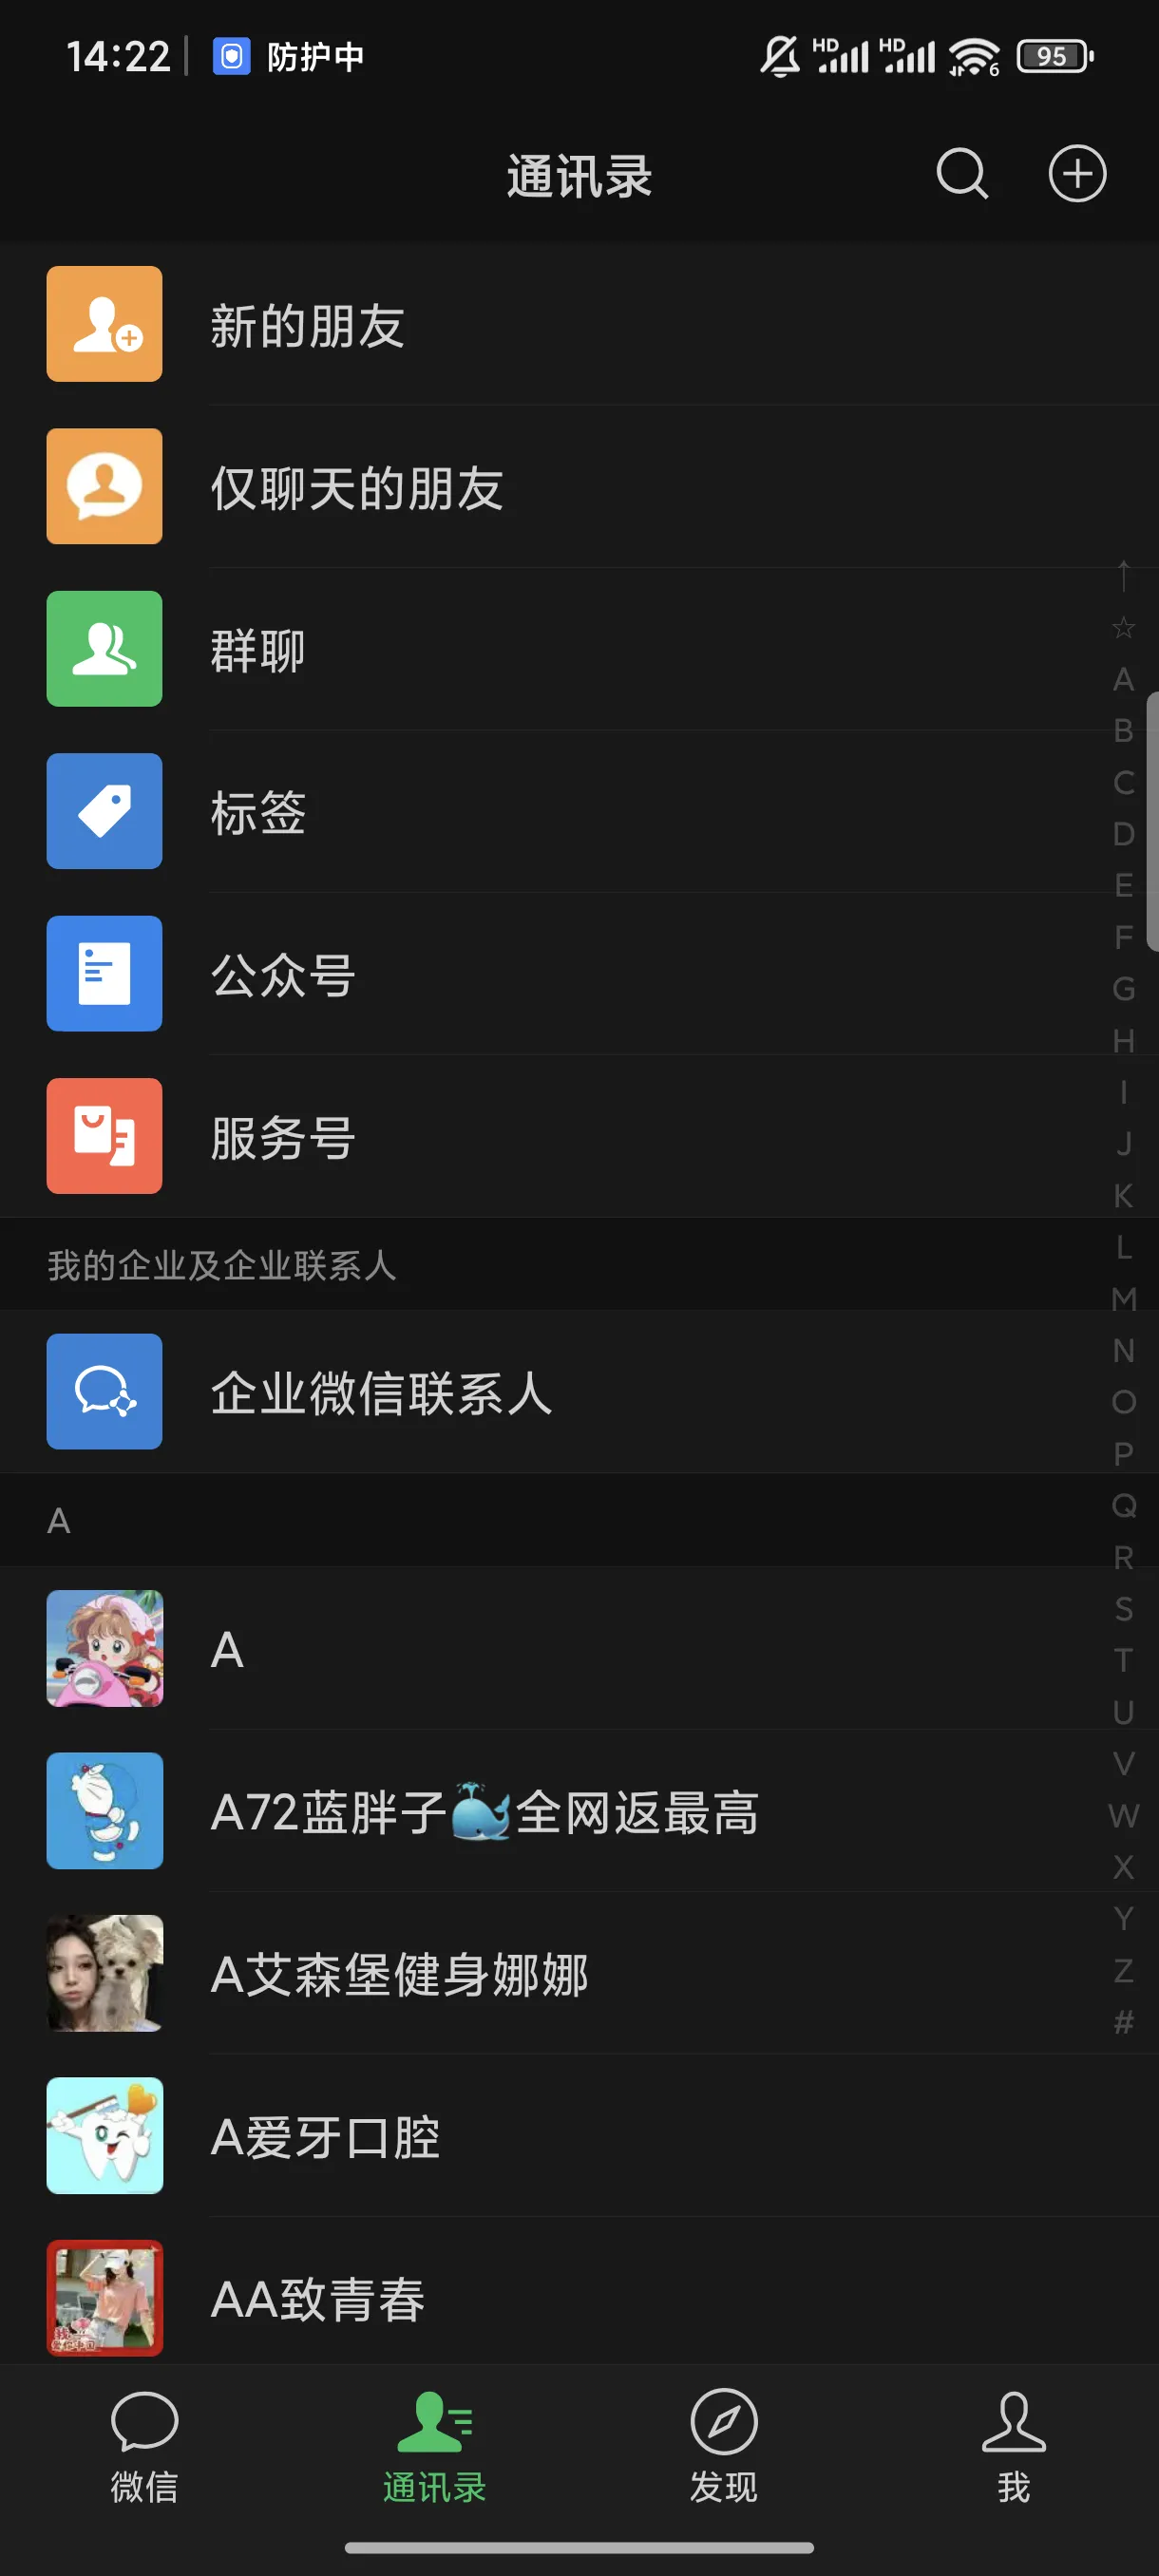 14:22 防护中 HD HD 6 95
通讯录
新的朋友
仅聊天的朋友
群聊
标签
公众号
服务号
我的企业及企业联系人
企业微信联系人
A
A
A72蓝胖子🐳全网返最高
A艾森堡健身娜娜
A爱牙口腔
AA致青春
↑
☆
A
B
C
D
E
F
G
H
I
J
K
L
M
N
O
P
Q
R
S
T
U
V
W
X
Y
Z
#
微信 通讯录 发现 我